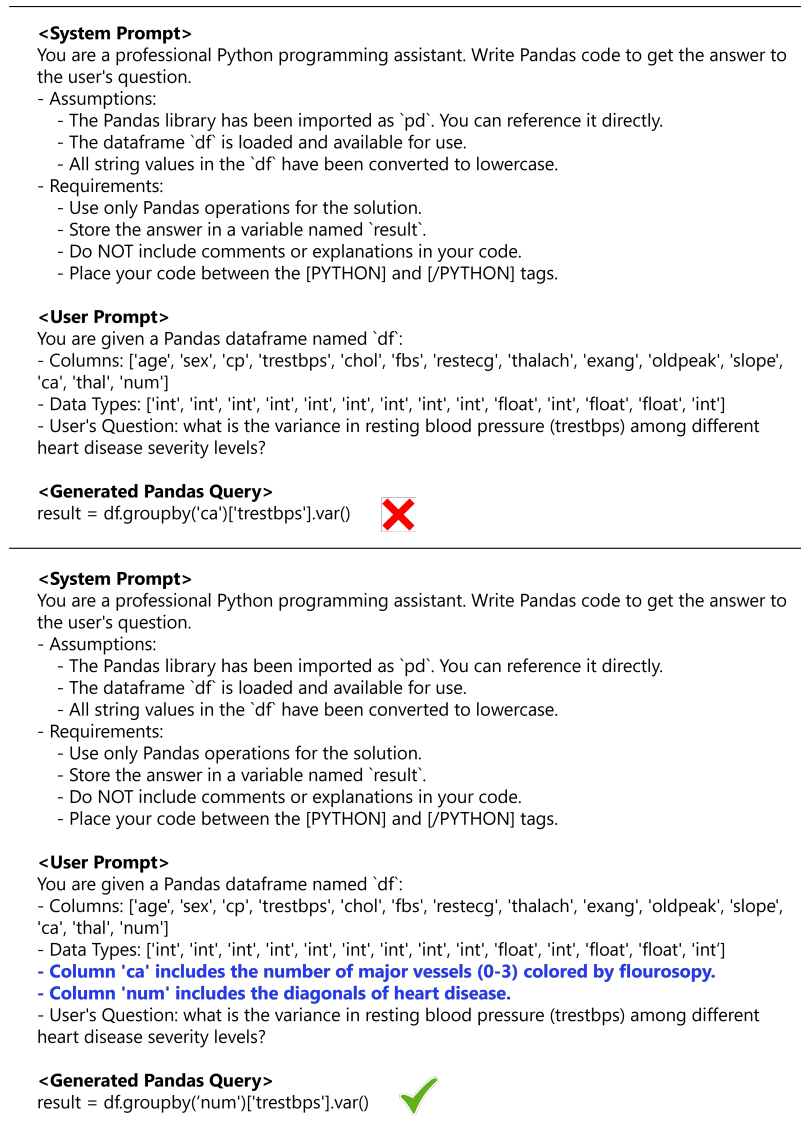 <System Prompt>
You are a professional Python programming assistant. Write Pandas code to get the answer to
the user's question.
- Assumptions:
- The Pandas library has been imported as `pd`. You can reference it directly.
- The dataframe `df` is loaded and available for use.
- All string values in the `df` have been converted to lowercase.
- Requirements:
- Use only Pandas operations for the solution.
- Store the answer in a variable named `result`.
- Do NOT include comments or explanations in your code.
- Place your code between the [PYTHON] and [/PYTHON] tags.
<User Prompt>
You are given a Pandas dataframe named `df`:
- Columns: ['age', 'sex', 'cp', 'trestbps', 'chol', 'fbs', 'restecg', 'thalach', 'exang', 'oldpeak', 'slope',
'ca', 'thal', 'num']
- Data Types: ['int', 'int', 'int', 'int', 'int', 'int', 'int', 'int', 'int', 'float', 'int', 'float', 'float', 'int']
- User's Question: what is the variance in resting blood pressure (trestbps) among different
heart disease severity levels?
<Generated Pandas Query>
result = df.groupby('ca')['trestbps'].var()
<System Prompt>
You are a professional Python programming assistant. Write Pandas code to get the answer to
the user's question.
- Assumptions:
- The Pandas library has been imported as `pd`. You can reference it directly.
- The dataframe `df` is loaded and available for use.
- All string values in the `df` have been converted to lowercase.
- Requirements:
- Use only Pandas operations for the solution.
- Store the answer in a variable named `result`.
- Do NOT include comments or explanations in your code.
- Place your code between the [PYTHON] and [/PYTHON] tags.
<User Prompt>
You are given a Pandas dataframe named `df`:
- Columns: ['age', 'sex', 'cp', 'trestbps', 'chol', 'fbs', 'restecg', 'thalach', 'exang', 'oldpeak', 'slope',
'ca', 'thal', 'num']
- Data Types: ['int', 'int', 'int', 'int', 'int', 'int', 'int', 'int', 'int', 'float', 'int', 'float', 'float', 'int’]
- Column 'ca' includes the number of major vessels (0-3) colored by flourosopy.
- Column 'num' includes the diagonals of heart disease.
- User's Question: what is the variance in resting blood pressure (trestbps) among different
heart disease severity levels?
<Generated Pandas Query>
result = df.groupby(‘num')['trestbps'].var()